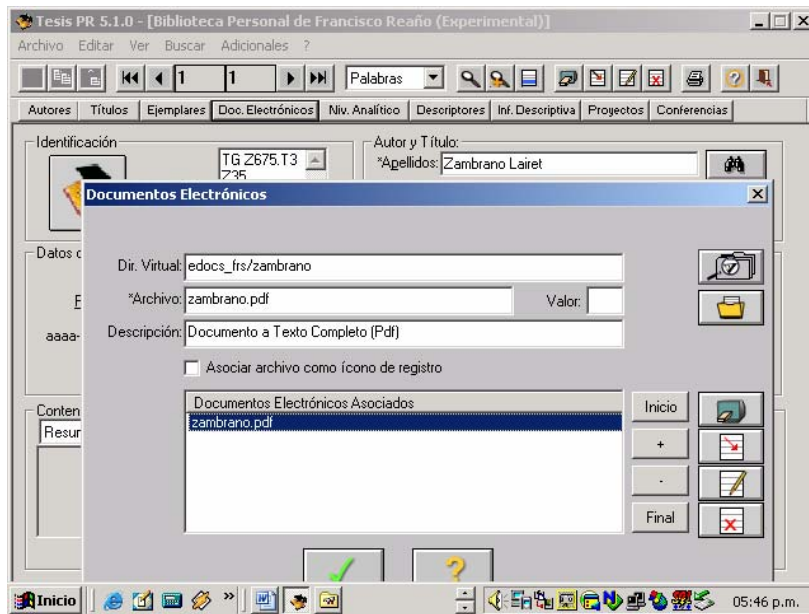 Tesis PR 5.1.0 - [Biblioteca Personal de Francisco Reaño (Experimental)]
Archivo Editar Ver Buscar Adicionales ?
1 1 Palabras
Autores Títulos Ejemplares Doc. Electrónicos Niv. Analítico Descriptores Inf. Descriptiva Proyectos Conferencias
Identificación
TG Z675.T3
Z35
Autor y Título:
*Apellidos: Zambrano Lairet
Documentos Electrónicos
Datos
Dir. Virtual: edocs_frs/zambrano
*Archivo: zambrano.pdf Valor:
aaaa-
Descripción: Documento a Texto Completo (Pdf)
Asociar archivo como ícono de registro
Conten
Resur
Documentos Electrónicos Asociados
zambrano.pdf
Inicio
+
-
Final
Inicio » 05:46 p.m.